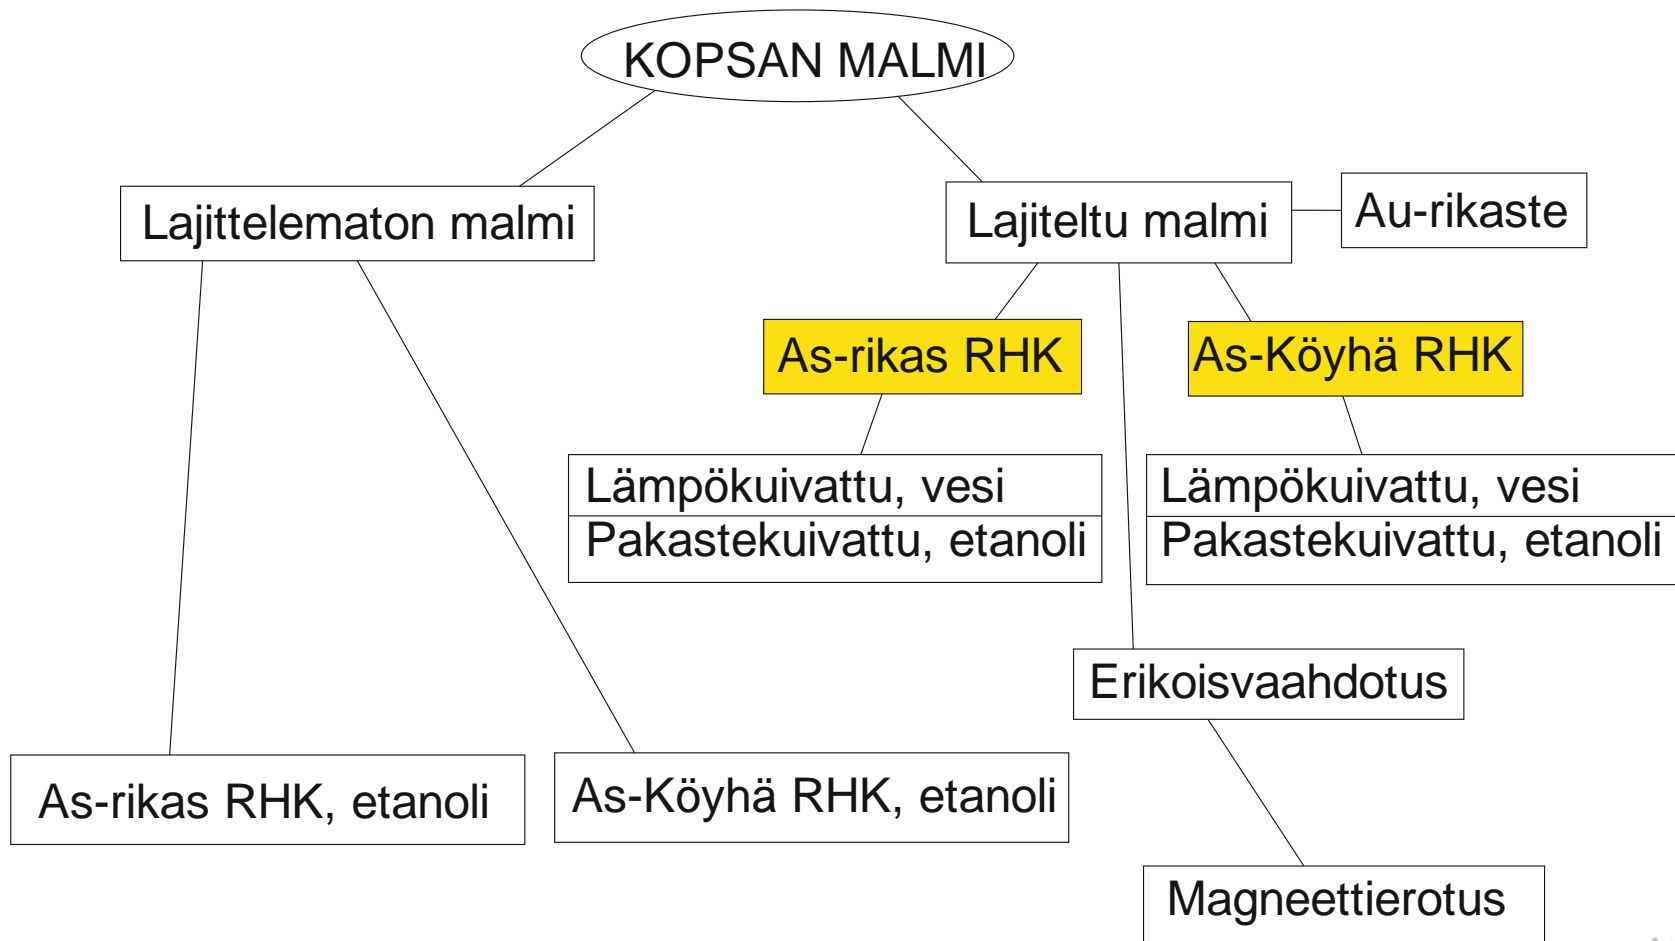 KOPSAN MALMI
Lajittelematon malmi
Lajiteltu malmi
Au-rikaste
As-rikas RHK
As-Köyhä RHK
Lämpökuivattu, vesi
Pakastekuivattu, etanoli
Lämpökuivattu, vesi
Pakastekuivattu, etanoli
Erikoisvaahdotus
As-rikas RHK, etanoli
As-Köyhä RHK, etanoli
Magneettierotus